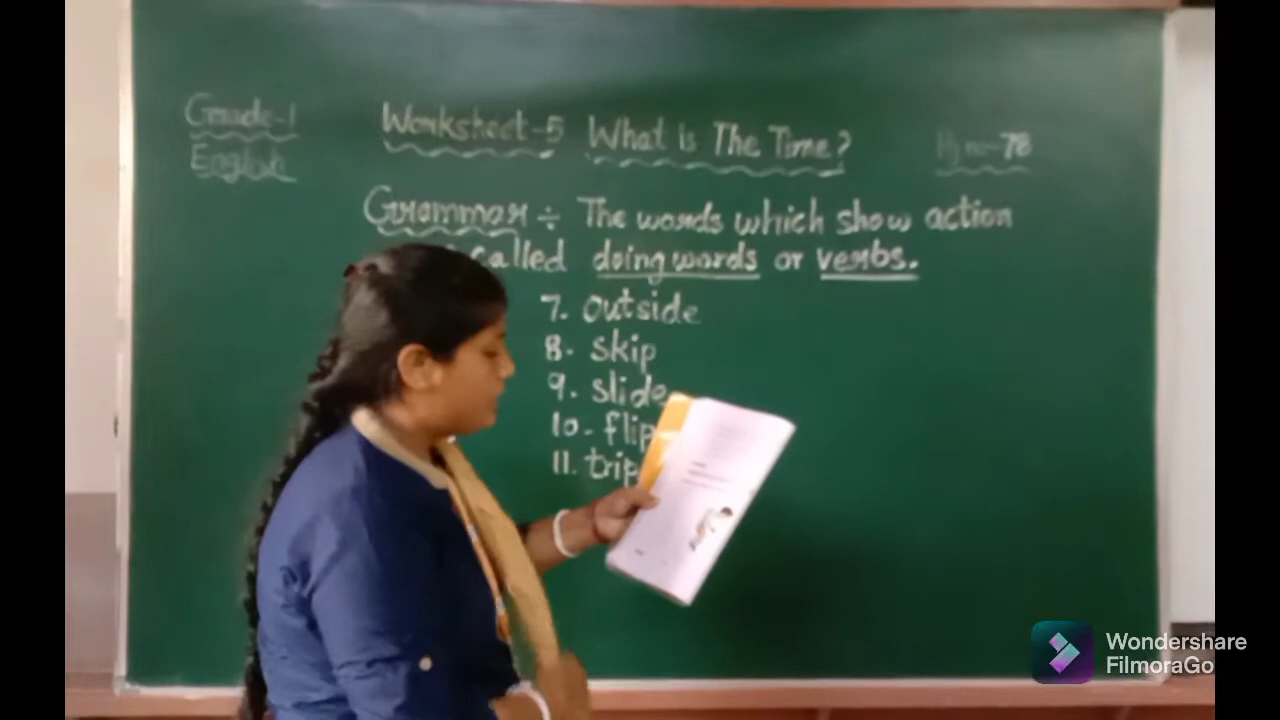 Grade-1
English
Worksheet-5 What is The Time?
Pg no-78
Grammar ÷ The words which show action
called doing words or verbs.
7. outside
8. skip
9. slide
10. flip
11. trip
Wondershare
FilmoraGo